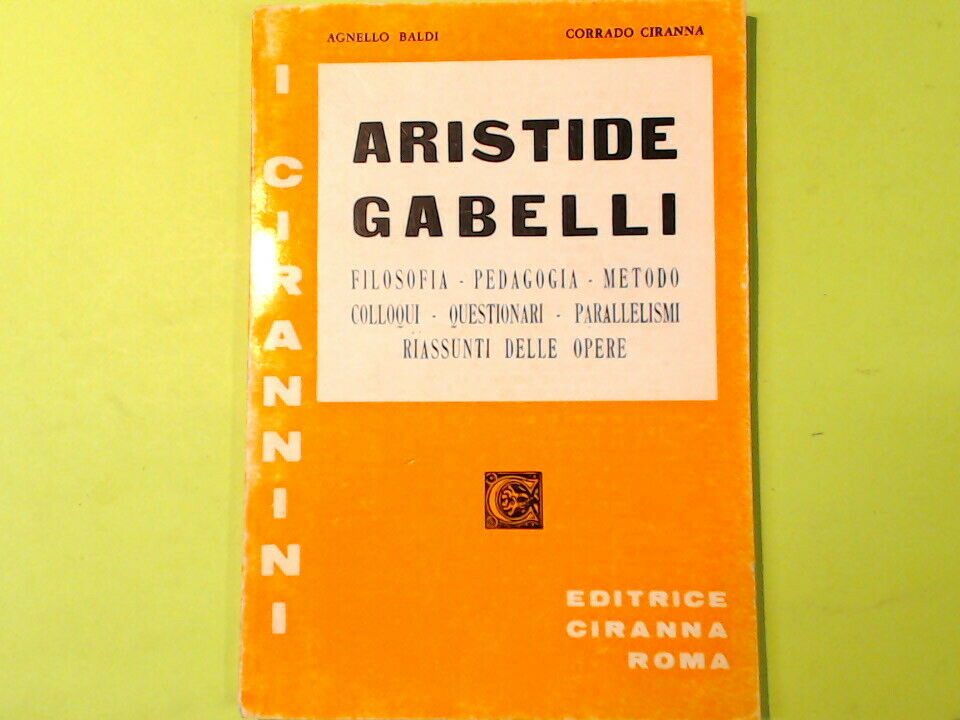 AGNELLO BALDI CORRADO CIRANNA
I CIRANNINI
ARISTIDE
GABELLI
FILOSOFIA - PEDAGOGIA - METODO
COLLOQUI - QUESTIONARI - PARALLELISMI
RIASSUNTI DELLE OPERE
C
EDITRICE
CIRANNA
ROMA